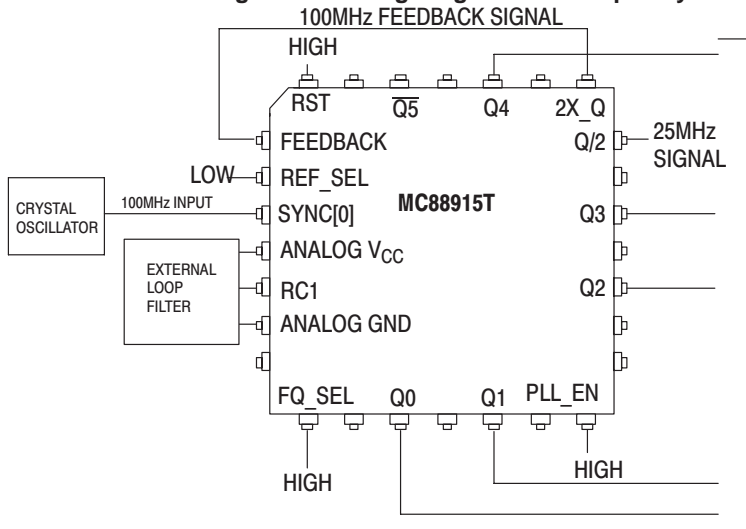 100MHz FEEDBACK SIGNAL
HIGH
RST
Q5
Q4
2X_Q
FEEDBACK
Q/2
25MHz
SIGNAL
LOW
REF_SEL
MC88915T
CRYSTAL
OSCILLATOR
100MHz INPUT
SYNC[0]
Q3
ANALOG VCC
EXTERNAL
LOOP
FILTER
RC1
Q2
ANALOG GND
FQ_SEL
Q0
Q1
PLL_EN
HIGH
HIGH